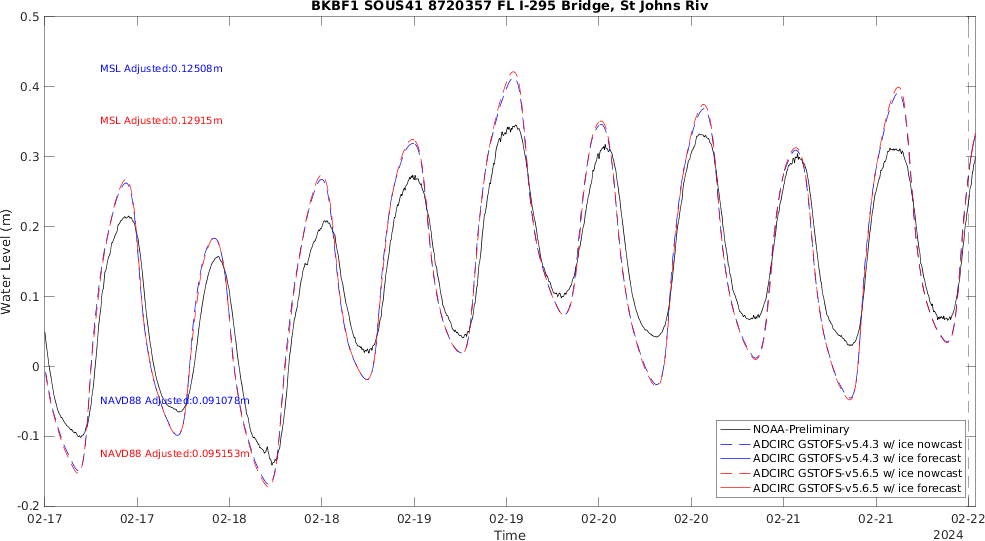 BKBF1 SOUS41 8720357 FL I-295 Bridge, St Johns Riv
0.5
0.4
0.3
0.2
0.1
0
-0.1
-0.2
Water Level (m)
MSL Adjusted:0.12508m
MSL Adjusted:0.12915m
NAVD88 Adjusted:0.091078m
NAVD88 Adjusted:0.095153m
NOAA-Preliminary
ADCIRC GSTOFS-v5.4.3 w/ ice nowcast
ADCIRC GSTOFS-v5.4.3 w/ ice forecast
ADCIRC GSTOFS-v5.6.5 w/ ice nowcast
ADCIRC GSTOFS-v5.6.5 w/ ice forecast
02-17 02-17 02-18 02-18 02-19 02-19 02-20 02-20 02-21 02-21 02-22
Time
2024